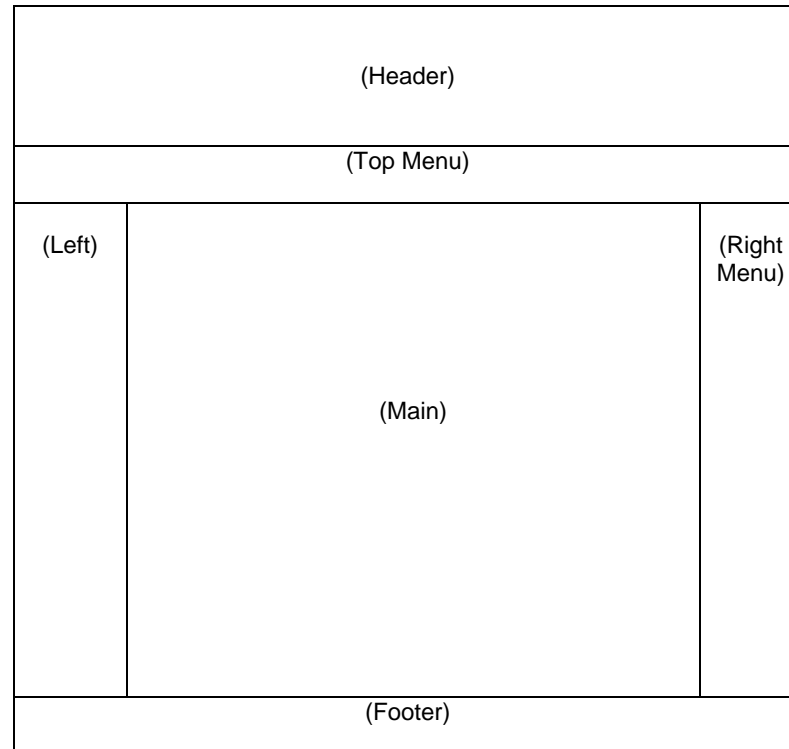 (Header)
(Top Menu)
(Left)
(Right
Menu)
(Main)
(Footer)